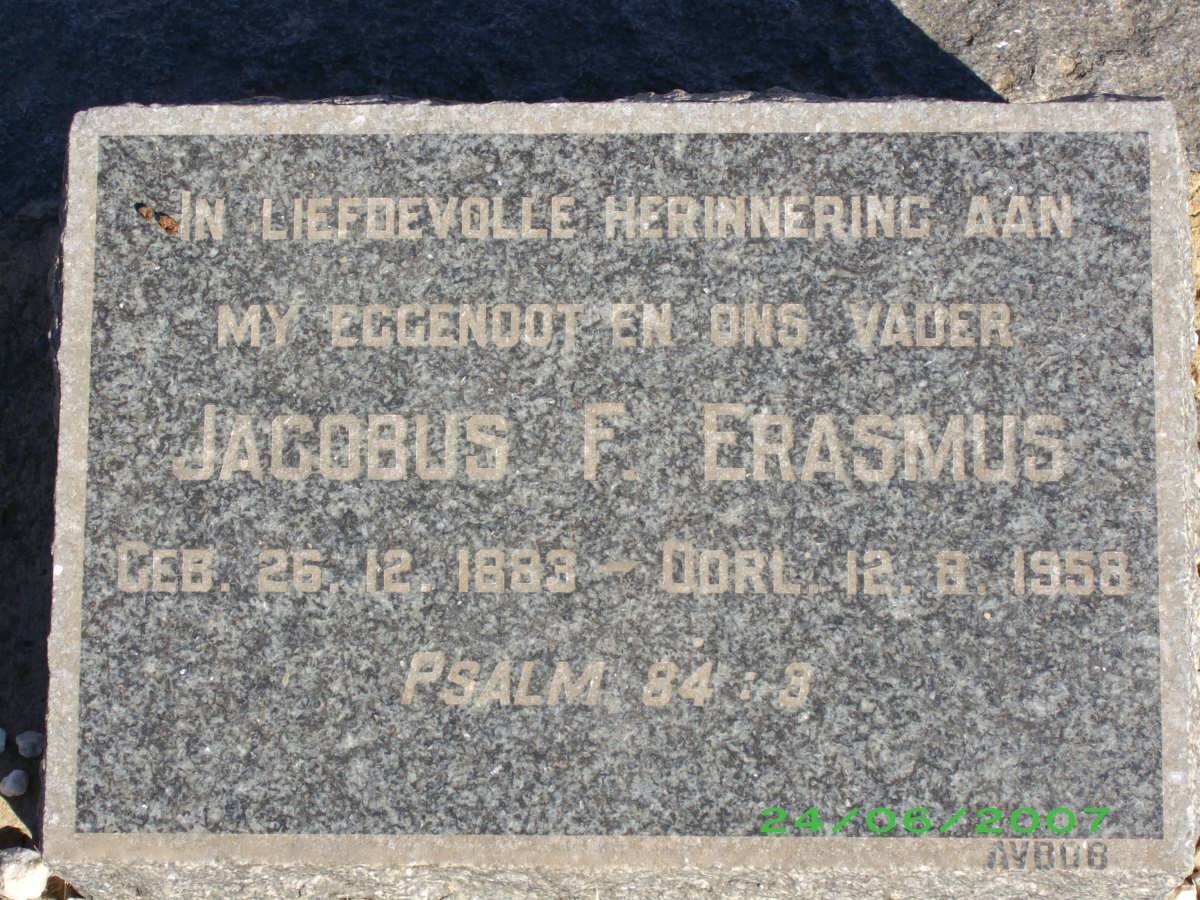 IN LIEFDEVOLLE HERINNERING AAN
MY EGGENOOT EN ONS VADER
JACOBUS F. ERASMUS
GEB. 26. 12. 1883 – OORL. 12. 8. 1958
PSALM 84 : 3
24/06/2007
AVBOB